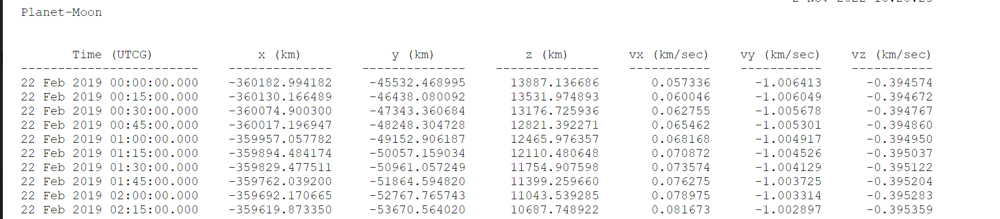 Planet-Moon
Time (UTCG) x (km) y (km) z (km) vx (km/sec) vy (km/sec) vz (km/sec)
------------------------ -------------- -------------- -------------- ----------- ----------- -----------
22 Feb 2019 00:00:00.000 -360182.994182 -45532.468995 13887.136686 0.057336 -1.006413 -0.394574
22 Feb 2019 00:15:00.000 -360130.166489 -46438.080092 13531.974893 0.060046 -1.006049 -0.394672
22 Feb 2019 00:30:00.000 -360074.900300 -47343.360684 13176.725936 0.062755 -1.005678 -0.394767
22 Feb 2019 00:45:00.000 -360017.196947 -48248.304728 12821.392271 0.065462 -1.005301 -0.394860
22 Feb 2019 01:00:00.000 -359957.057782 -49152.906187 12465.976357 0.068168 -1.004917 -0.394950
22 Feb 2019 01:15:00.000 -359894.484174 -50057.159034 12110.480648 0.070872 -1.004526 -0.395037
22 Feb 2019 01:30:00.000 -359829.477511 -50961.057249 11754.907598 0.073574 -1.004129 -0.395122
22 Feb 2019 01:45:00.000 -359762.039200 -51864.594820 11399.259660 0.076275 -1.003725 -0.395204
22 Feb 2019 02:00:00.000 -359692.170665 -52767.765743 11043.539285 0.078975 -1.003314 -0.395283
22 Feb 2019 02:15:00.000 -359619.873350 -53670.564020 10687.748922 0.081673 -1.002897 -0.395359